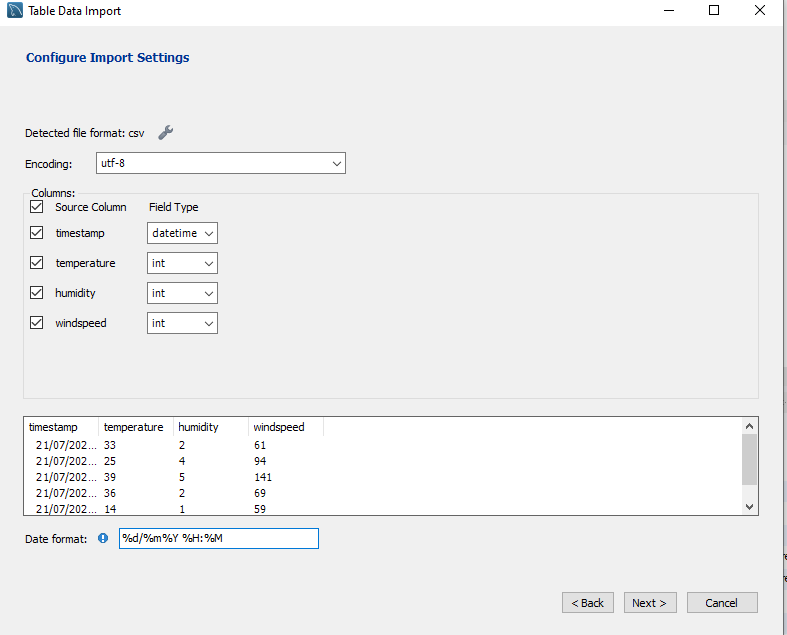 Table Data Import
Configure Import Settings
Detected file format: csv
Encoding: utf-8
Columns:
Source Column Field Type
timestamp datetime
temperature int
humidity int
windspeed int
timestamp temperature humidity windspeed
21/07/202... 33 2 61
21/07/202... 25 4 94
21/07/202... 39 5 141
21/07/202... 36 2 69
21/07/202... 14 1 59
Date format: %d/%m%Y %H:%M
< Back Next > Cancel